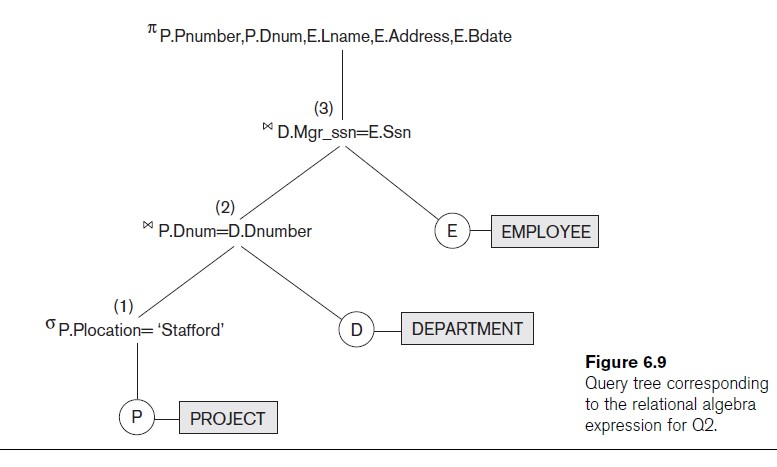 π P.Pnumber,P.Dnum,E.Lname,E.Address,E.Bdate
(3)
⋈ D.Mgr_ssn=E.Ssn
(2)
⋈ P.Dnum=D.Dnumber
E
EMPLOYEE
(1)
σ P.Plocation= ‘Stafford’
D
DEPARTMENT
P
PROJECT
Figure 6.9
Query tree corresponding
to the relational algebra
expression for Q2.